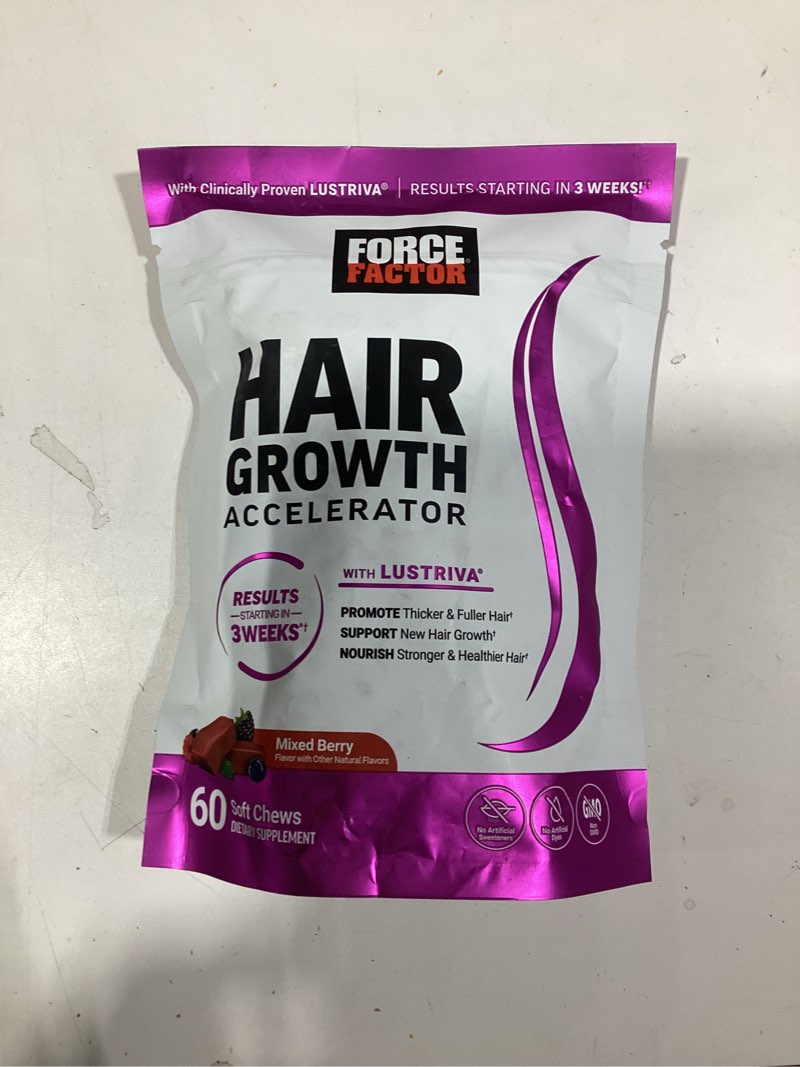 With Clinically Proven LUSTRIVA® | RESULTS STARTING IN 3 WEEKS!*†
FORCE
FACTOR®
HAIR
GROWTH
ACCELERATOR
WITH LUSTRIVA®
RESULTS
STARTING IN
3 WEEKS*†
PROMOTE Thicker & Fuller Hair†
SUPPORT New Hair Growth†
NOURISH Stronger & Healthier Hair†
Mixed Berry
Flavor with Other Natural Flavors
60 Soft Chews
DIETARY SUPPLEMENT
No Artificial
Sweeteners
No Artificial
Dyes
GMO
Non
GMO